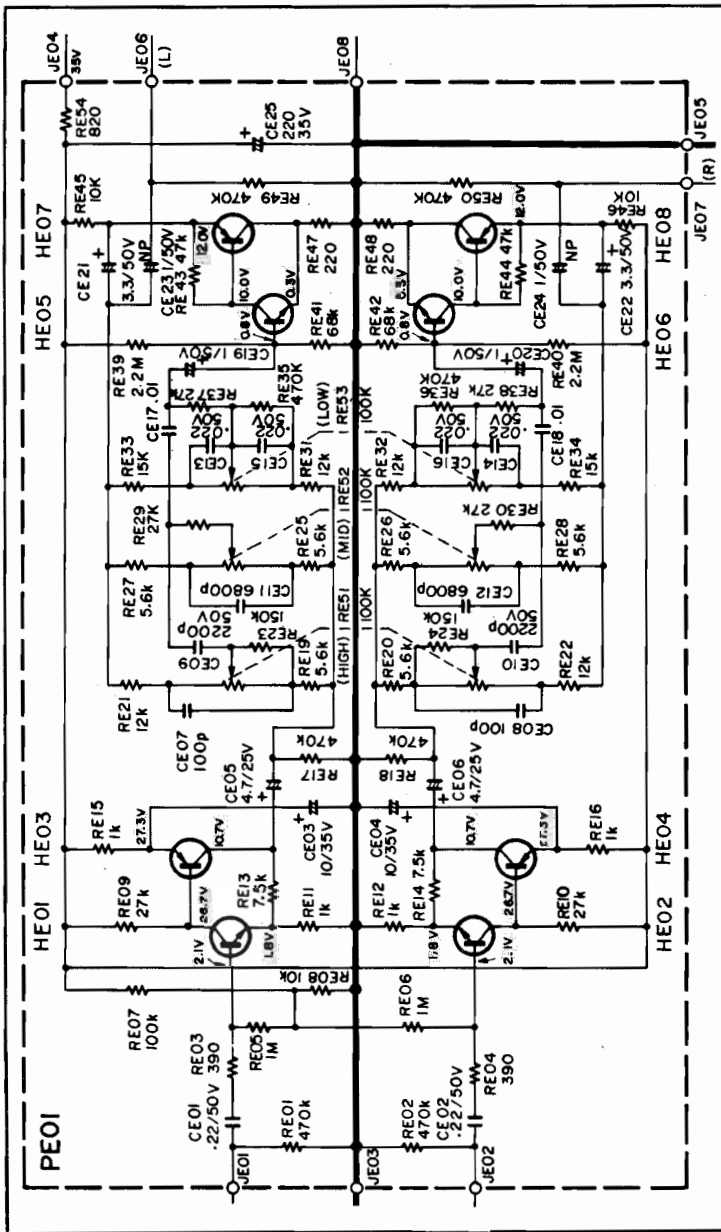 PE01
JE04
35V
JE06
(L)
JE08
JE05
(R)
JE07
RE54
820
CE25
220
35V
HE07
RE45
10K
CE21
3.3/50V
NP
CE23 1/50V
RE43 47k
12.0V
10.0V
RE49 470K
RE47
220
RE48
220
RE50 470K
12.0V
10.0V
RE44 47k
CE24 1/50V
NP
CE22 3.3/50V
RE46
10K
HE08
HE05
RE39
2.2M
CE19 1/50V
0.8V
0.3V
RE41
68k
RE42
68k
0.8V
CE20 1/50V
RE40
2.2M
HE06
CE17 .01
RE37 27k
RE35
470K
RE33
15K
.022
50V
CE13
.022
50V
CE15
RE31
12k
(LOW)
RE53
100K
RE36
470K
RE38 27k
.022
50V
CE16
.022
50V
CE14
RE32
12k
CE18 .01
RE34
15k
RE29
27K
(MID)
RE52
100K
RE30 27k
RE27
5.6k
CE11 6800p
RE25
5.6k
RE26
5.6k
CE12 6800p
RE28
5.6k
50V
2200p
CE09
150k
RE23
(HIGH)
RE51
100K
150k
RE24
50V
2200p
CE10
RE21
12k
CE07
100p
RE19
5.6k
RE20
5.6k
CE08 100p
RE22
12k
CE05
4.7/25V
470k
RE17
470k
RE18
CE06
4.7/25V
HE03
RE15
1k
27.3V
10.7V
CE03
10/35V
CE04
10/35V
10.7V
RE16
1k
HE04
HE01
RE09
27k
26.7V
RE13
7.5k
2.1V
1.8V
RE11
1k
RE12
1k
RE14 7.5k
1.8V
2.1V
26.7V
RE10
27k
HE02
RE07
100k
RE08 10k
RE05
1M
RE06
1M
RE03
390
CE01
.22/50V
RE01
470k
RE02
470k
CE02
.22/50V
RE04
390
JE01
JE03
JE02